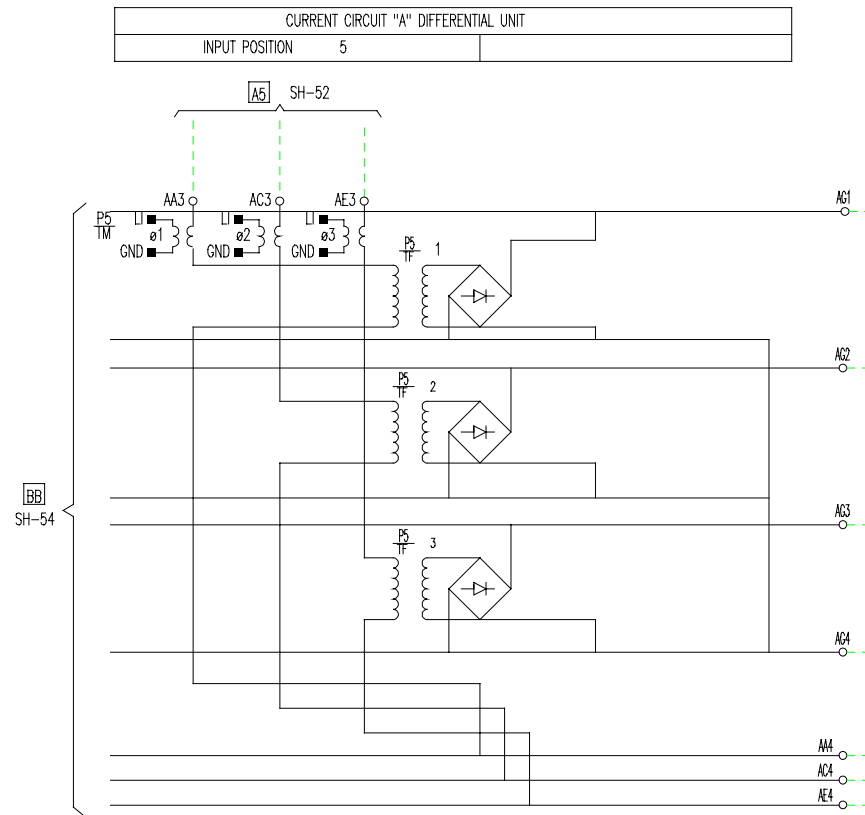 CURRENT CIRCUIT "A" DIFFERENTIAL UNIT
INPUT POSITION 5
A5 SH-52
AA3 AC3 AE3 AG1
P5
TM
ø1 ø2 ø3
GND GND GND
P5
TF
1
AG2
P5
TF
2
BB
SH-54
AG3
P5
TF
3
AG4
AA4
AC4
AE4